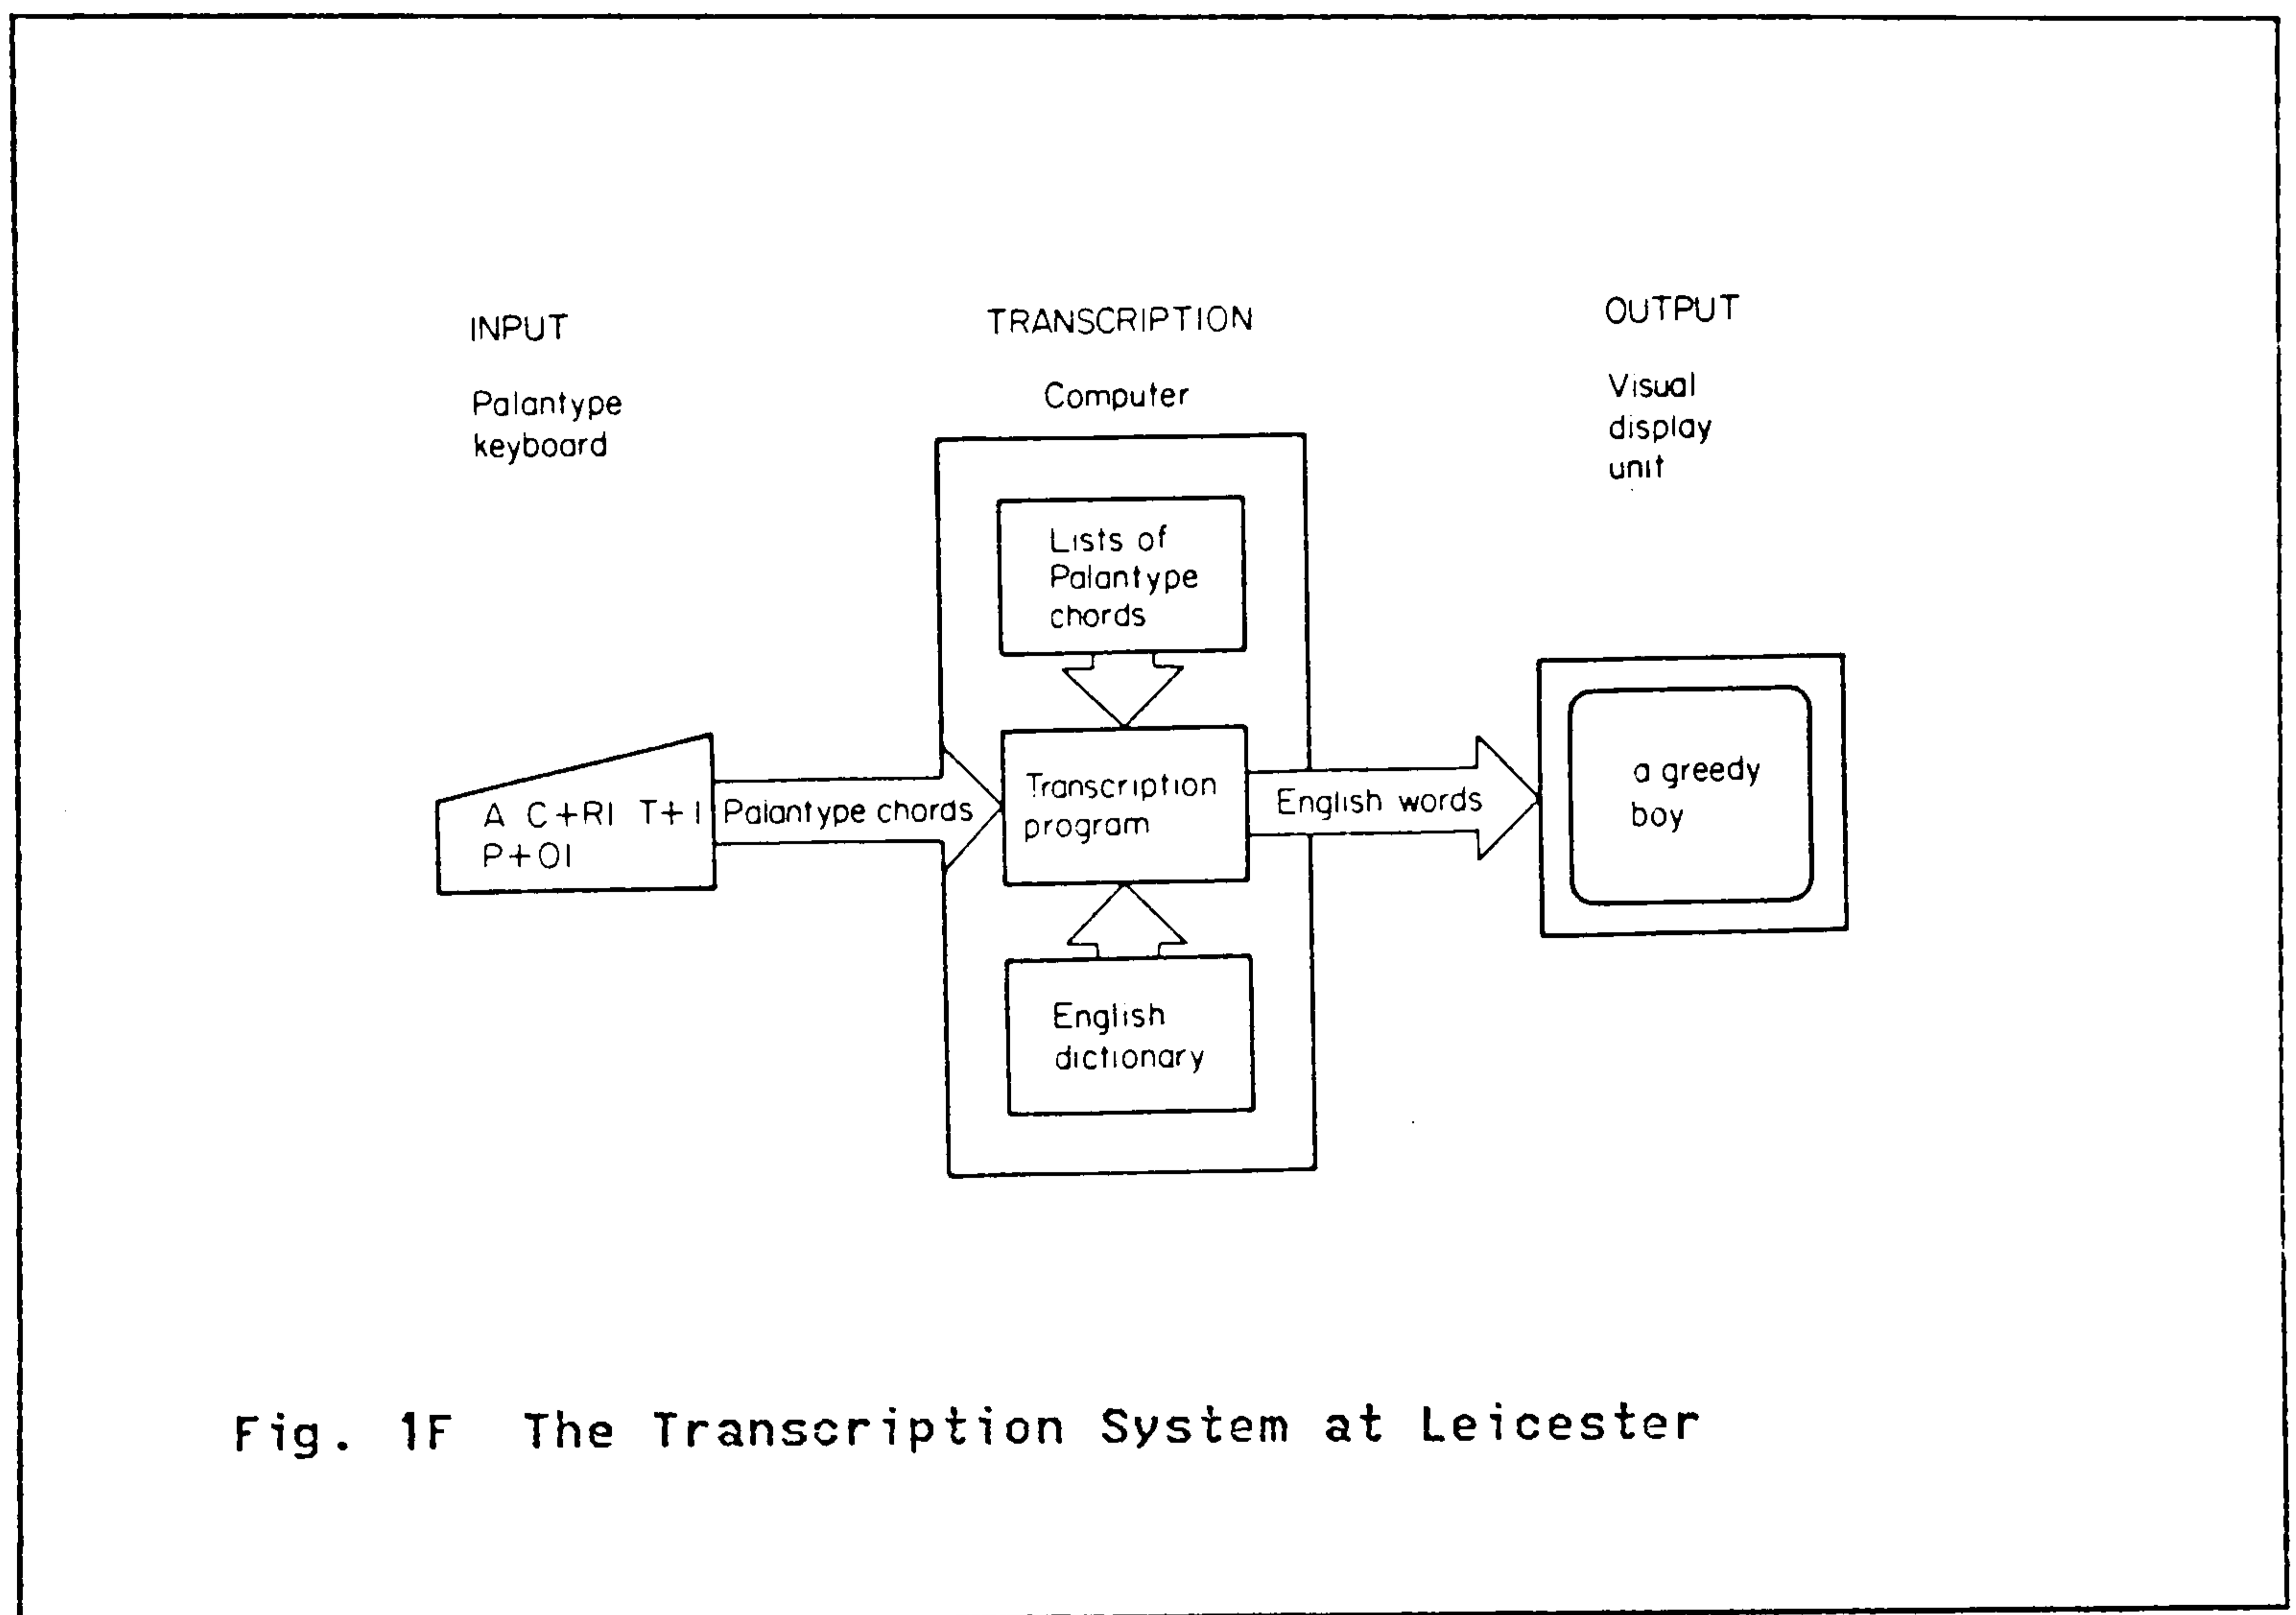 INPUT
Palantype
keyboard
TRANSCRIPTION
Computer
OUTPUT
Visual
display
unit
Lists of
Palantype
chords
A C+RI T+I
P+OI
Palantype chords
Transcription
program
English words
a greedy
boy
English
dictionary
Fig. 1F The Transcription System at Leicester